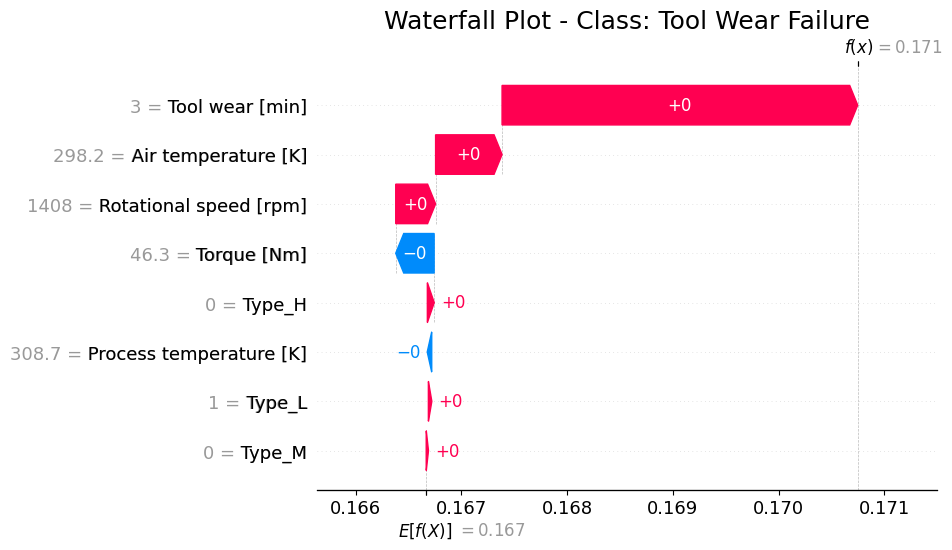 Waterfall Plot - Class: Tool Wear Failure
f(x) = 0.171
3 = Tool wear [min] +0
298.2 = Air temperature [K] +0
1408 = Rotational speed [rpm] +0
46.3 = Torque [Nm] −0
0 = Type_H +0
308.7 = Process temperature [K] −0
1 = Type_L +0
0 = Type_M +0
0.166 0.167 0.168 0.169 0.170 0.171
E[f(X)] = 0.167